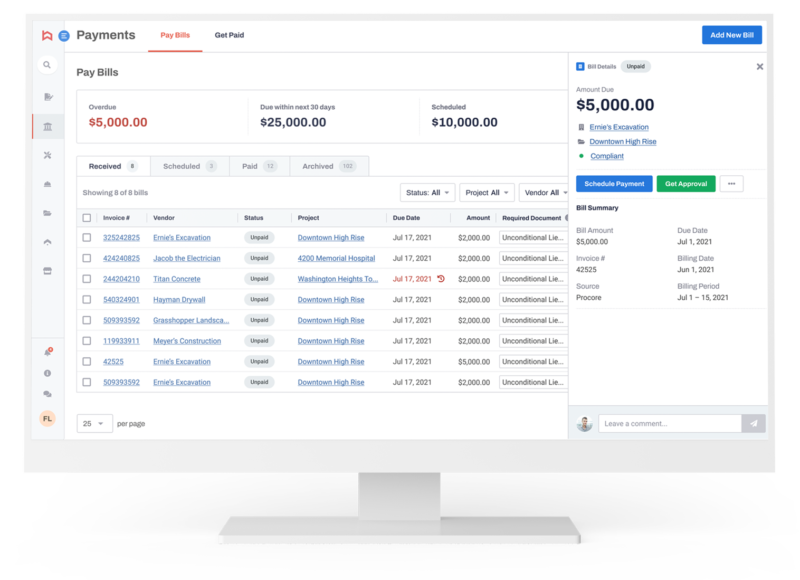 Payments Pay Bills Get Paid Add New Bill
Pay Bills
Overdue Due within next 30 days Scheduled
$5,000.00 $25,000.00 $10,000.00
Received 8 Scheduled 3 Paid 12 Archived 102
Showing 8 of 8 bills Status: All Project All Vendor All
Invoice # Vendor Status Project Due Date Amount Required Document
325242825 Ernie's Excavation Unpaid Downtown High Rise Jul 17, 2021 $2,000.00 Unconditional Lie...
424240825 Jacob the Electrician Unpaid 4200 Memorial Hospital Jul 17, 2021 $2,000.00 Unconditional Lie...
244204210 Titan Concrete Unpaid Washington Heights To... Jul 17, 2021 $2,000.00 Unconditional Lie...
540324901 Hayman Drywall Unpaid Downtown High Rise Jul 17, 2021 $2,000.00 Unconditional Lie...
509393592 Grasshopper Landsca... Unpaid Downtown High Rise Jul 17, 2021 $2,000.00 Unconditional Lie...
119933911 Meyer's Construction Unpaid Downtown High Rise Jul 17, 2021 $2,000.00 Unconditional Lie...
42525 Ernie's Excavation Unpaid Downtown High Rise Jul 17, 2021 $5,000.00 Unconditional Lie...
509393592 Ernie's Excavation Unpaid Downtown High Rise Jul 17, 2021 $2,000.00 Unconditional Lie...
25 per page
FL
Bill Details Unpaid
Amount Due
$5,000.00
Ernie's Excavation
Downtown High Rise
Compliant
Schedule Payment Get Approval ...
Bill Summary
Bill Amount Due Date
$5,000.00 Jul 1, 2021
Invoice # Billing Date
42525 Jun 1, 2021
Source Billing Period
Procore Jul 1 – 15, 2021
Leave a comment...